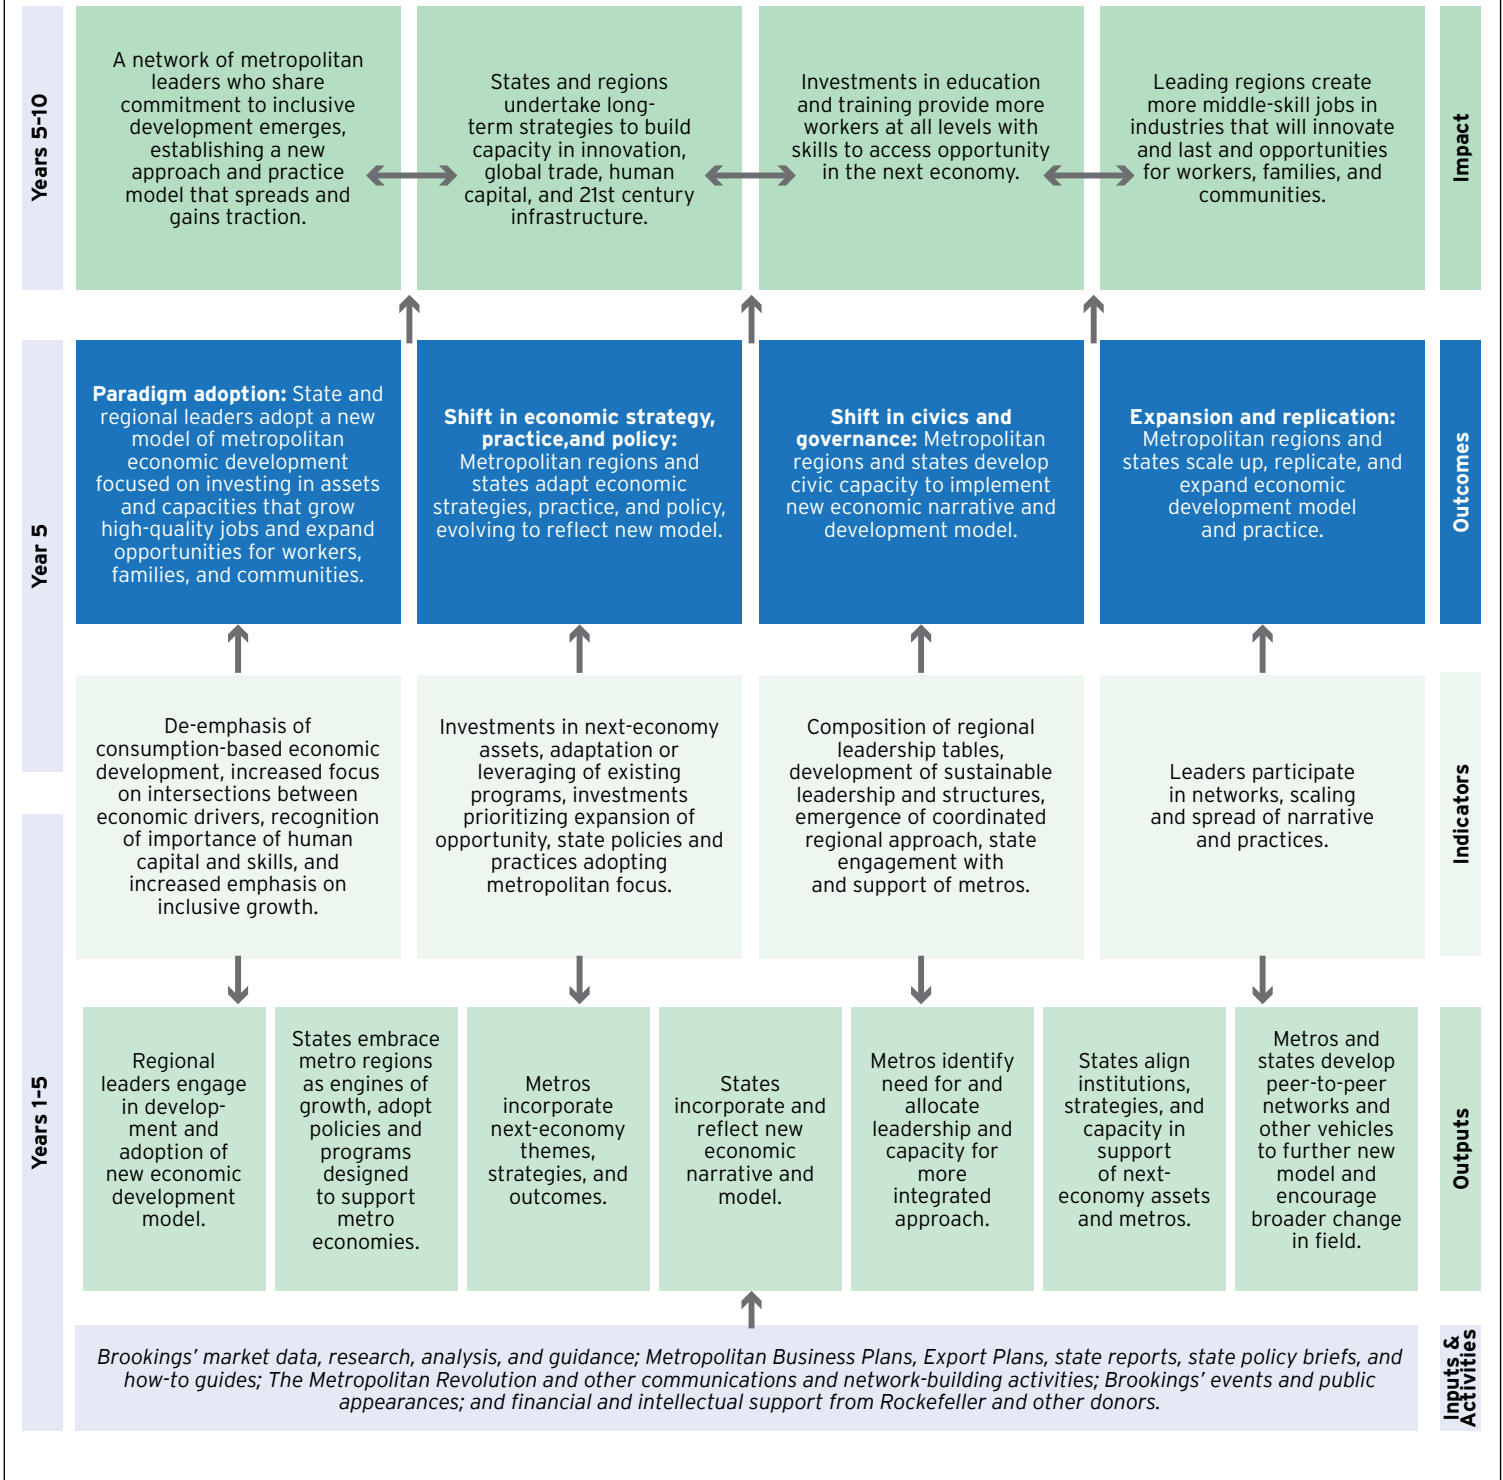 Years 5-10
A network of metropolitan
leaders who share
commitment to inclusive
development emerges,
establishing a new
approach and practice
model that spreads and
gains traction.
States and regions
undertake long-
term strategies to build
capacity in innovation,
global trade, human
capital, and 21st century
infrastructure.
Investments in education
and training provide more
workers at all levels with
skills to access opportunity
in the next economy.
Leading regions create
more middle-skill jobs in
industries that will innovate
and last and opportunities
for workers, families, and
communities.
Impact
Year 5
Paradigm adoption: State and
regional leaders adopt a new
model of metropolitan
economic development
focused on investing in assets
and capacities that grow
high-quality jobs and expand
opportunities for workers,
families, and communities.
Shift in economic strategy,
practice,and policy:
Metropolitan regions and
states adapt economic
strategies, practice, and policy,
evolving to reflect new model.
Shift in civics and
governance: Metropolitan
regions and states develop
civic capacity to implement
new economic narrative and
development model.
Expansion and replication:
Metropolitan regions and
states scale up, replicate, and
expand economic
development model
and practice.
Outcomes
De-emphasis of
consumption-based economic
development, increased focus
on intersections between
economic drivers, recognition
of importance of human
capital and skills, and
increased emphasis on
inclusive growth.
Investments in next-economy
assets, adaptation or
leveraging of existing
programs, investments
prioritizing expansion of
opportunity, state policies and
practices adopting
metropolitan focus.
Composition of regional
leadership tables,
development of sustainable
leadership and structures,
emergence of coordinated
regional approach, state
engagement with
and support of metros.
Leaders participate
in networks, scaling
and spread of narrative
and practices.
Indicators
Years 1-5
Regional
leaders engage
in develop-
ment and
adoption of
new economic
development
model.
States embrace
metro regions
as engines of
growth, adopt
policies and
programs
designed
to support
metro
economies.
Metros
incorporate
next-economy
themes,
strategies, and
outcomes.
States
incorporate and
reflect new
economic
narrative and
model.
Metros identify
need for and
allocate
leadership and
capacity for
more
integrated
approach.
States align
institutions,
strategies, and
capacity in
support
of next-
economy assets
and metros.
Metros and
states develop
peer-to-peer
networks and
other vehicles
to further new
model and
encourage
broader change
in field.
Outputs
Brookings’ market data, research, analysis, and guidance; Metropolitan Business Plans, Export Plans, state reports, state policy briefs, and
how-to guides; The Metropolitan Revolution and other communications and network-building activities; Brookings’ events and public
appearances; and financial and intellectual support from Rockefeller and other donors.
Inputs &
Activities